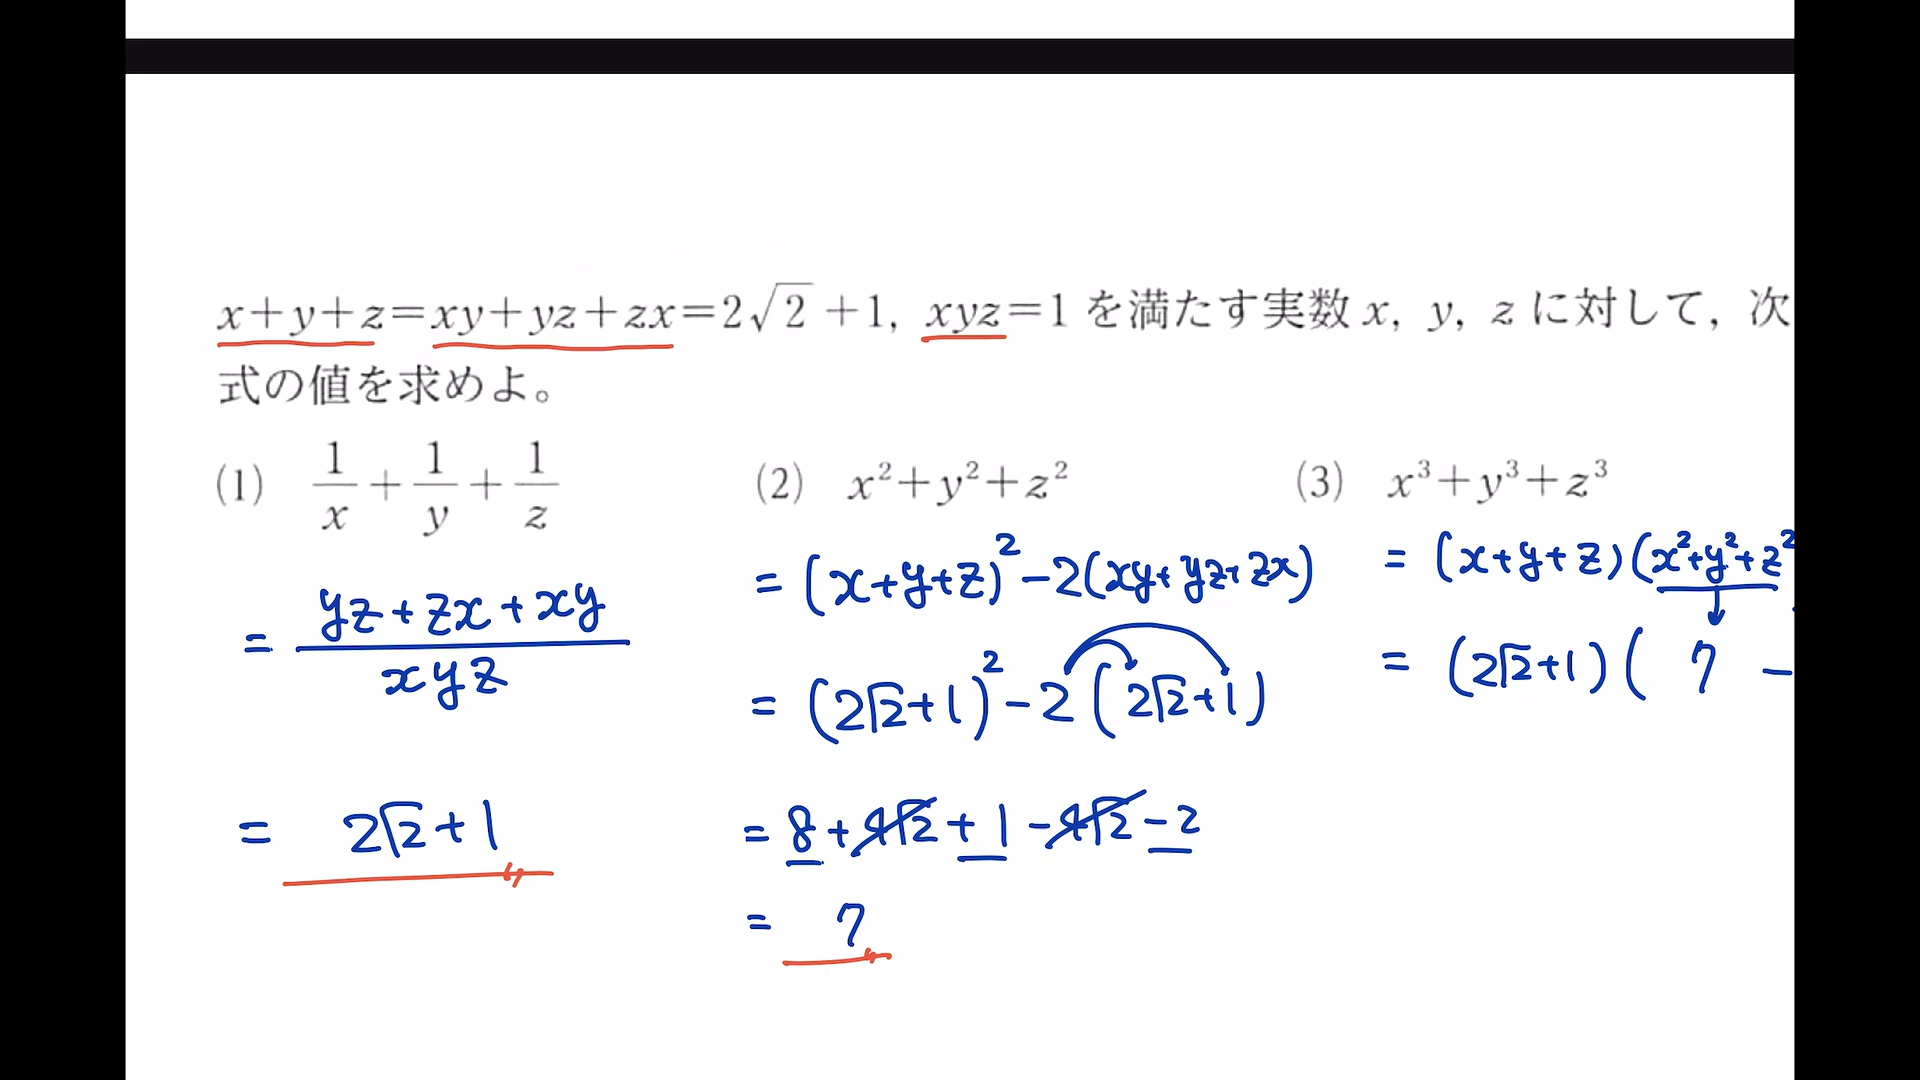 x+y+z=xy+yz+zx=2√2+1, xyz=1 を満たす実数 x, y, z に対して, 次
式の値を求めよ。
(1) 1/x + 1/y + 1/z
= (yz+zx+xy)/(xyz)
= 2√2+1
(2) x²+y²+z²
= (x+y+z)²-2(xy+yz+zx)
= (2√2+1)²-2(2√2+1)
= 8+4√2+1-4√2-2
= 7
(3) x³+y³+z³
= (x+y+z)(x²+y²+z²
= (2√2+1)( 7 -